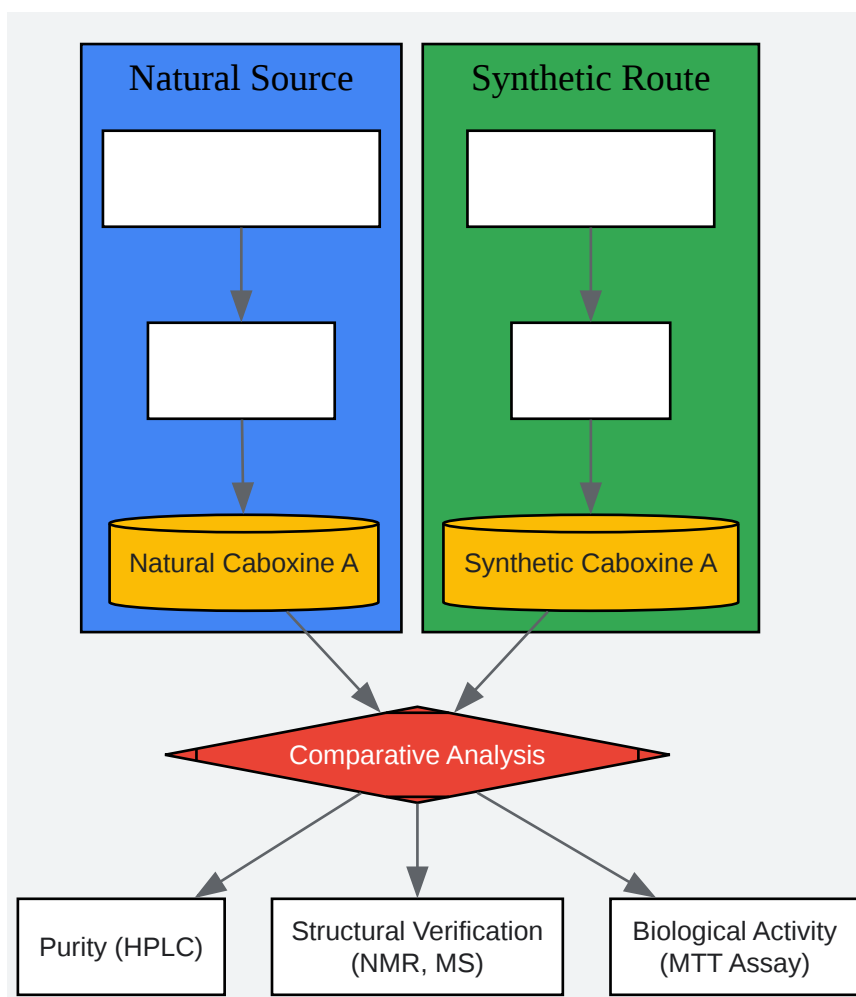 Natural Source
Synthetic Route
Natural Caboxine A
Synthetic Caboxine A
Comparative Analysis
Purity (HPLC)
Structural Verification
(NMR, MS)
Biological Activity
(MTT Assay)